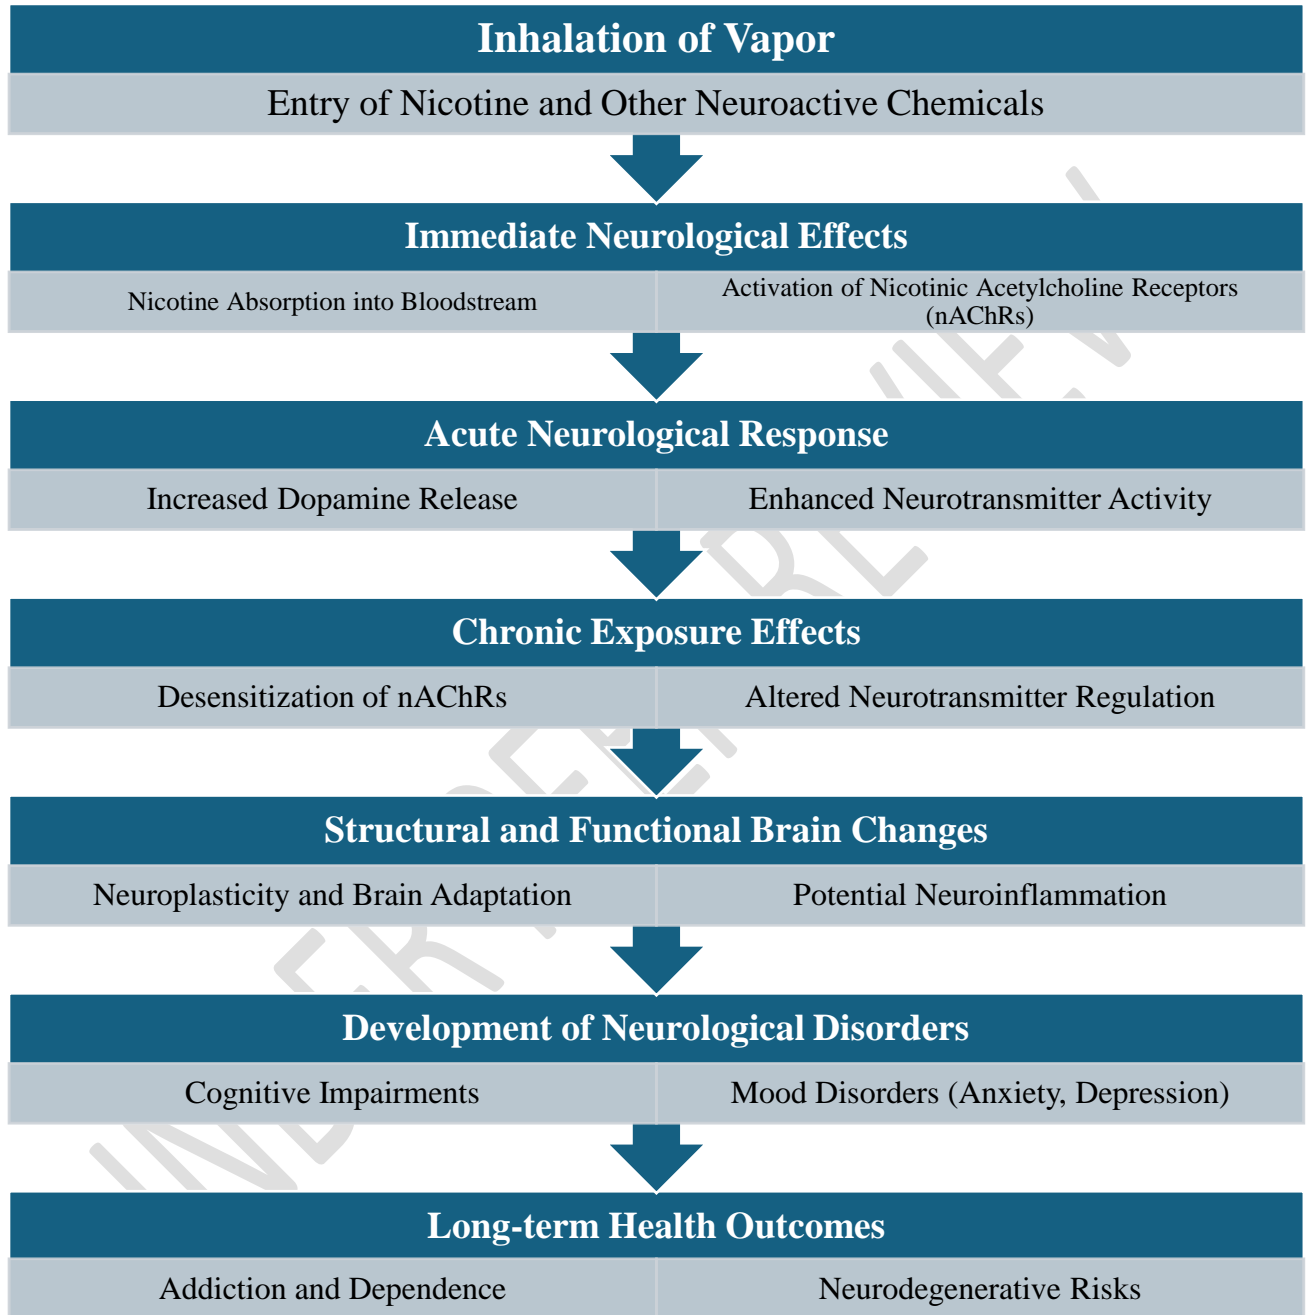 Inhalation of Vapor
Entry of Nicotine and Other Neuroactive Chemicals
Immediate Neurological Effects
Nicotine Absorption into Bloodstream
Activation of Nicotinic Acetylcholine Receptors
(nAChRs)
Acute Neurological Response
Increased Dopamine Release
Enhanced Neurotransmitter Activity
Chronic Exposure Effects
Desensitization of nAChRs
Altered Neurotransmitter Regulation
Structural and Functional Brain Changes
Neuroplasticity and Brain Adaptation
Potential Neuroinflammation
Development of Neurological Disorders
Cognitive Impairments
Mood Disorders (Anxiety, Depression)
Long-term Health Outcomes
Addiction and Dependence
Neurodegenerative Risks